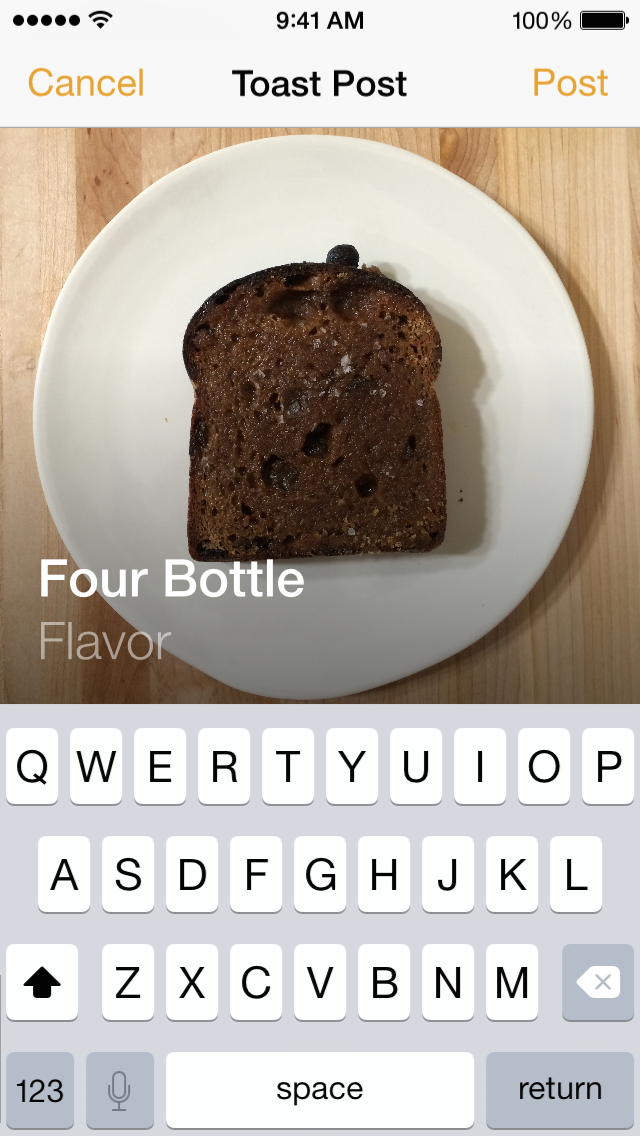 9:41 AM 100%
Cancel Toast Post Post
Four Bottle
Flavor
Q W E R T Y U I O P
A S D F G H J K L
Z X C V B N M
123 space return